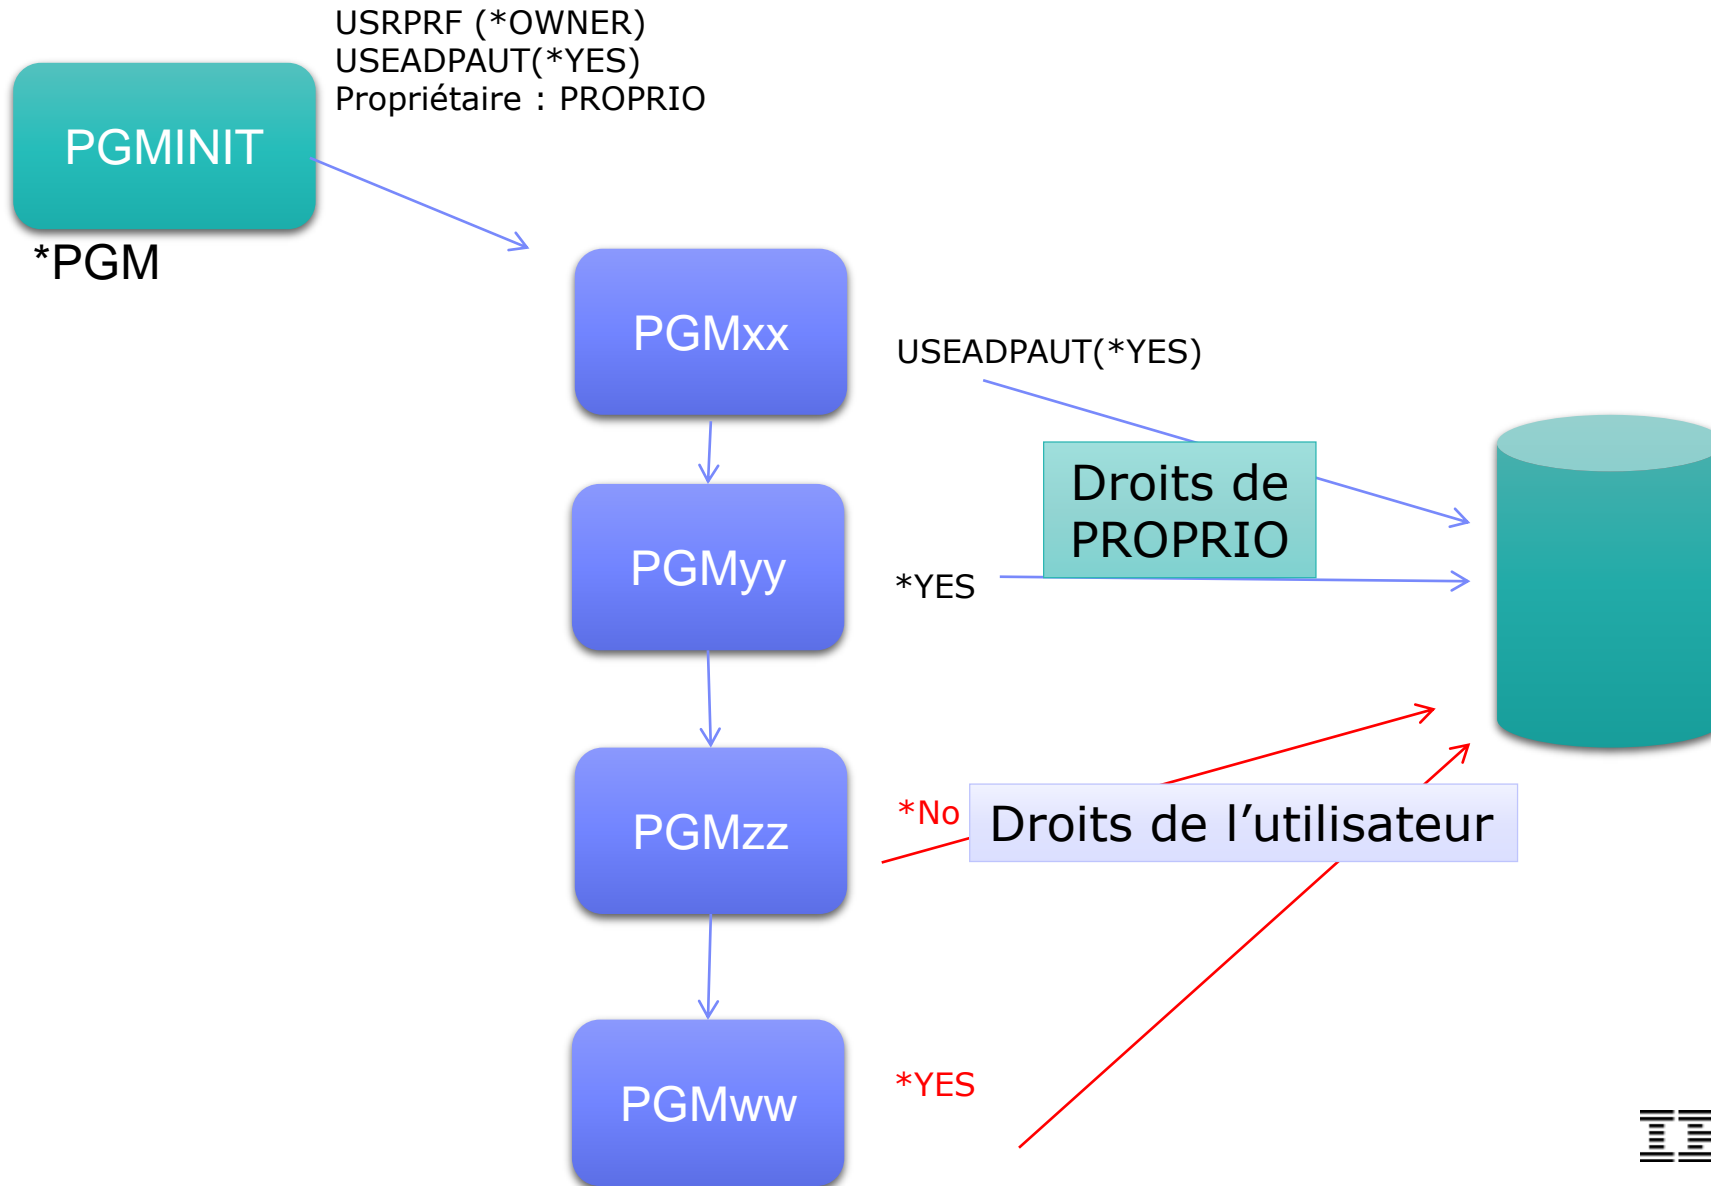 USRPRF (*OWNER)
USEADPAUT(*YES)
Propriétaire : PROPRIO
PGMINIT
*PGM
PGMxx
USEADPAUT(*YES)
Droits de
PROPRIO
PGMyy
*YES
PGMzz
*No
Droits de l’utilisateur
PGMww
*YES